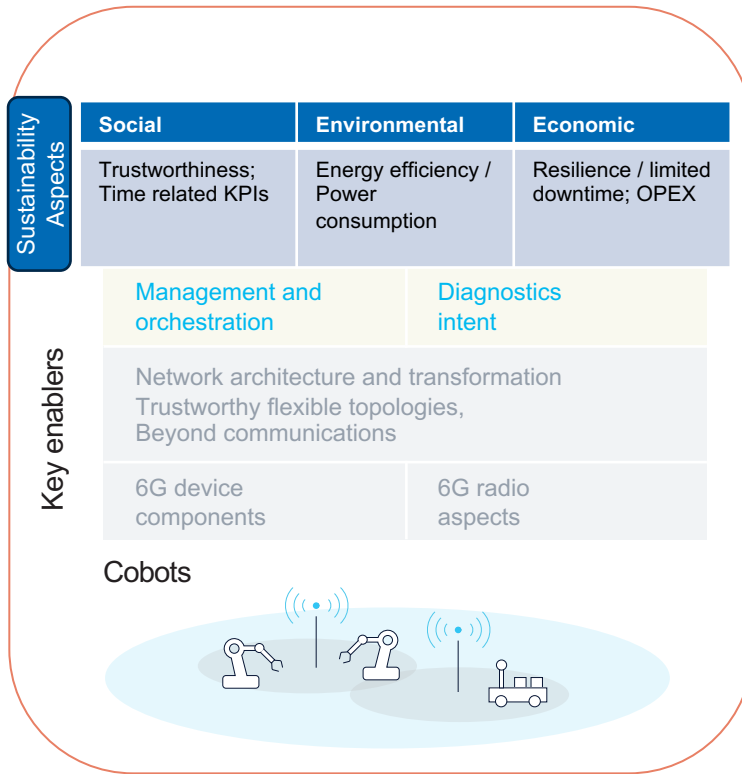 Sustainability
Aspects
Social
Environmental
Economic
Trustworthiness;
Time related KPIs
Energy efficiency /
Power
consumption
Resilience / limited
downtime; OPEX
Key enablers
Management and
orchestration
Diagnostics
intent
Network architecture and transformation
Trustworthy flexible topologies,
Beyond communications
6G device
components
6G radio
aspects
Cobots